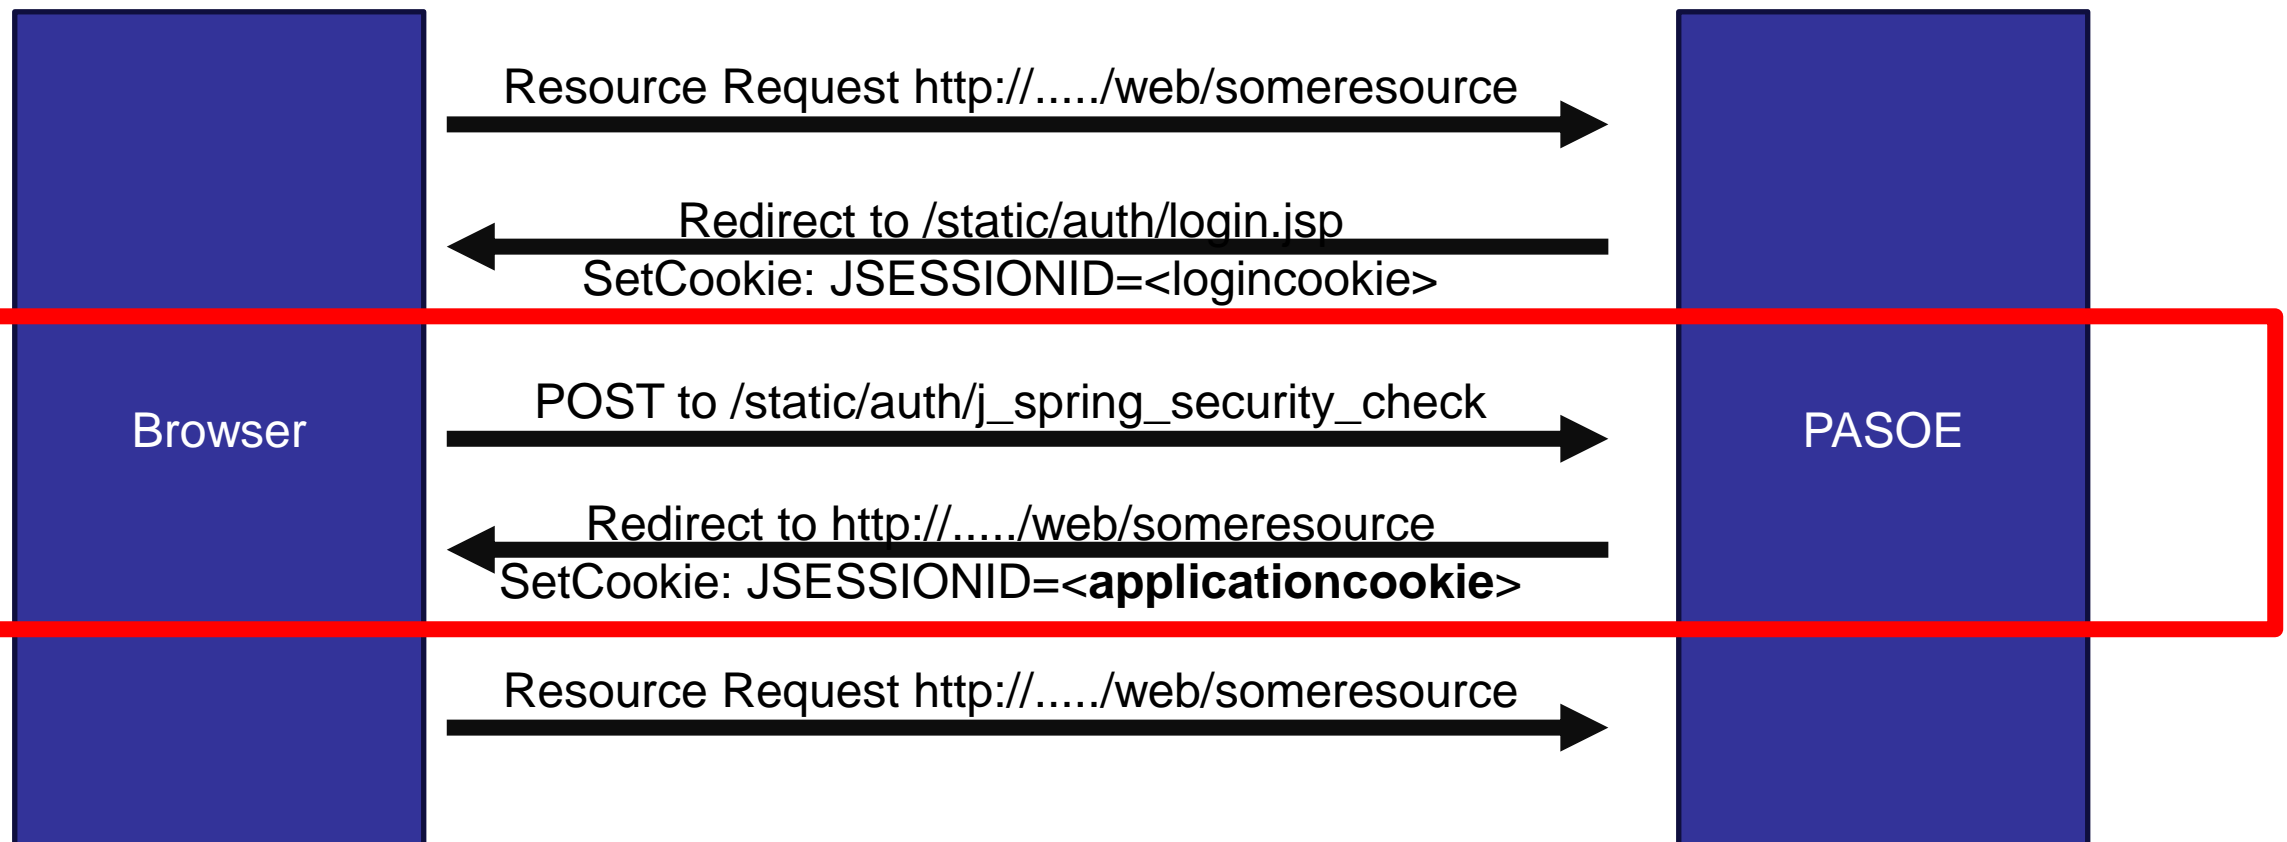 Resource Request http://...../web/someresource
Redirect to /static/auth/login.jsp
SetCookie: JSESSIONID=<logincookie>
POST to /static/auth/j_spring_security_check
Browser
PASOE
Redirect to http://...../web/someresource
SetCookie: JSESSIONID=<applicationcookie>
Resource Request http://...../web/someresource